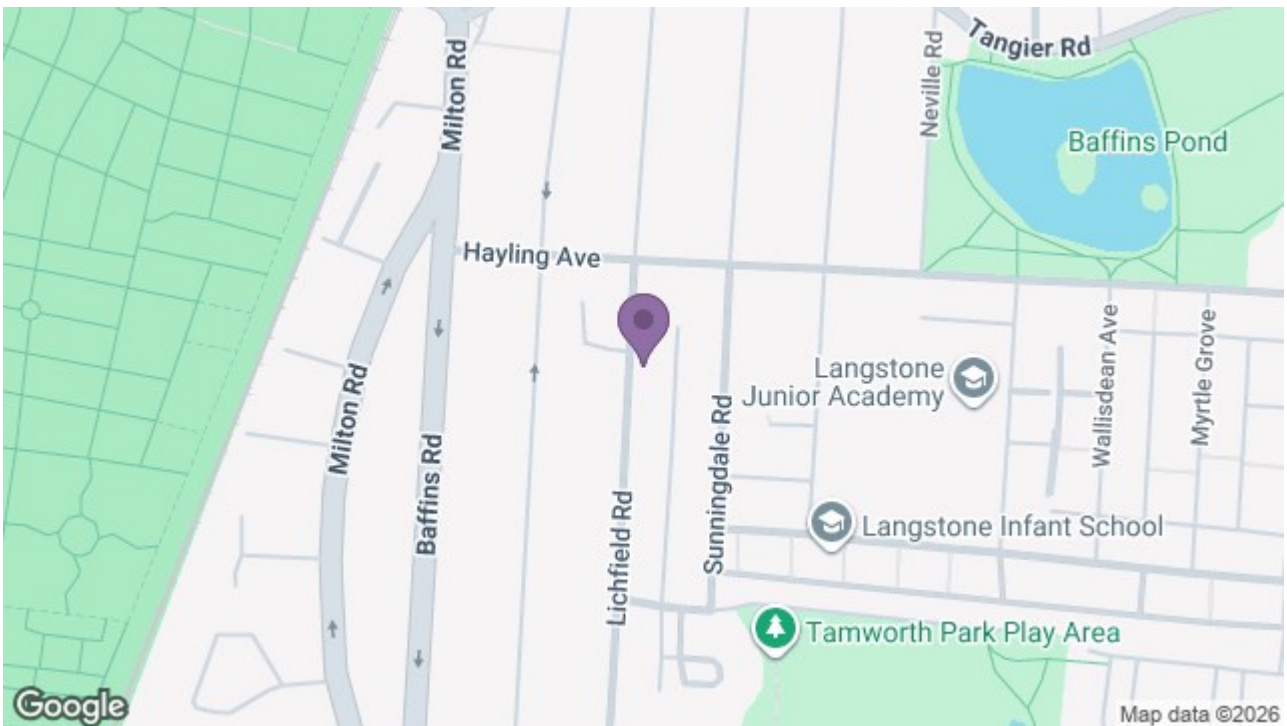 Tangier Rd
Neville Rd
Milton Rd
Baffins Pond
Hayling Ave
Langstone
Junior Academy
Wallisdean Ave
Myrtle Grove
Milton Rd
Baffins Rd
Sunningdale Rd
Lichfield Rd
Langstone Infant School
Tamworth Park Play Area
Google
Map data ©2026